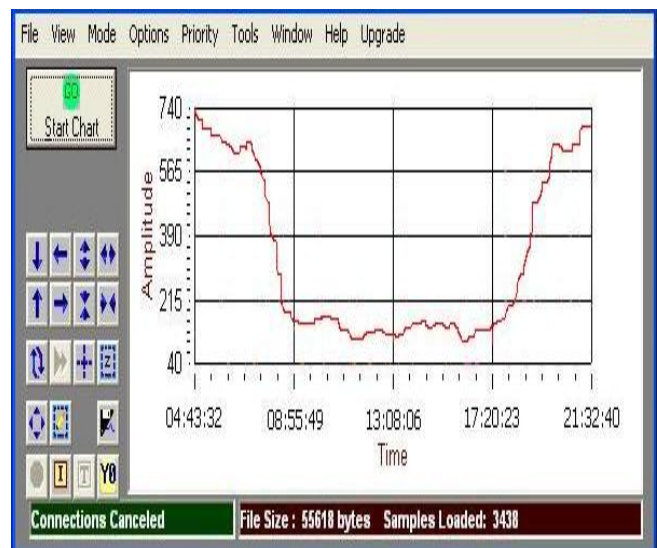 File View Mode Options Priority Tools Window Help Upgrade
GO
Start Chart
740
565
390
215
40
Amplitude
04:43:32 08:55:49 13:08:06 17:20:23 21:32:40
Time
Z
I T Y0
Connections Canceled File Size : 55618 bytes Samples Loaded: 3438